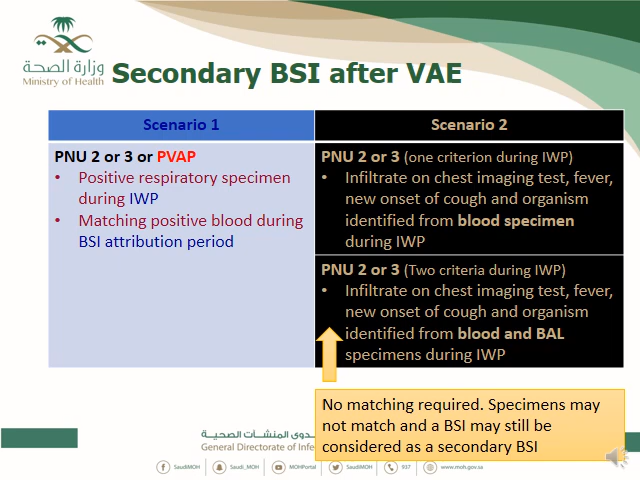 وزارة الصحة
Ministry of Health
Secondary BSI after VAE
Scenario 1
PNU 2 or 3 or PVAP
• Positive respiratory specimen
during IWP
• Matching positive blood during
BSI attribution period
Scenario 2
PNU 2 or 3 (one criterion during IWP)
• Infiltrate on chest imaging test, fever,
new onset of cough and organism
identified from blood specimen
during IWP
PNU 2 or 3 (Two criteria during IWP)
• Infiltrate on chest imaging test, fever,
new onset of cough and organism
identified from blood and BAL
specimens during IWP
No matching required. Specimens may
not match and a BSI may still be
considered as a secondary BSI
دوى المنشآت الصحية
General Directorate of Infe
SaudiMOH
Saudi_MOH
MOHPortal
SaudiMOH
SaudiMOH
937
www.moh.gov.sa